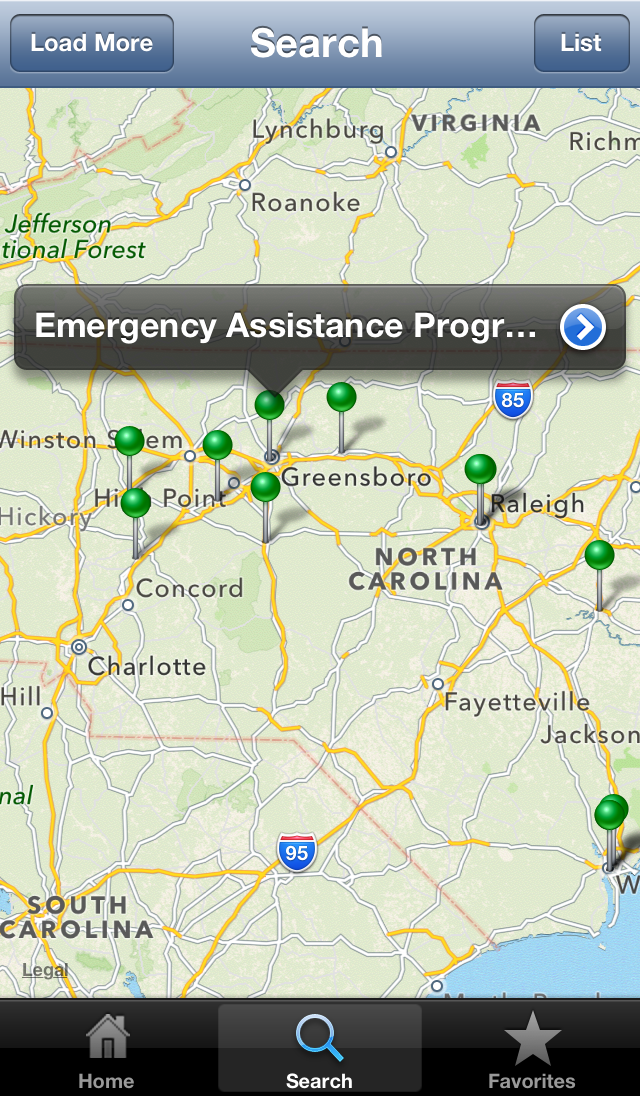 Load More
Search
List
Lynchburg
VIRGINIA
Richm
Roanoke
Jefferson
tional Forest
Emergency Assistance Progr...
85
Winston Salem
Greensboro
High Point
Hickory
Raleigh
NORTH
CAROLINA
Concord
Charlotte
Hill
Fayetteville
Jackson
nal
95
W
SOUTH
CAROLINA
Legal
Home
Search
Favorites